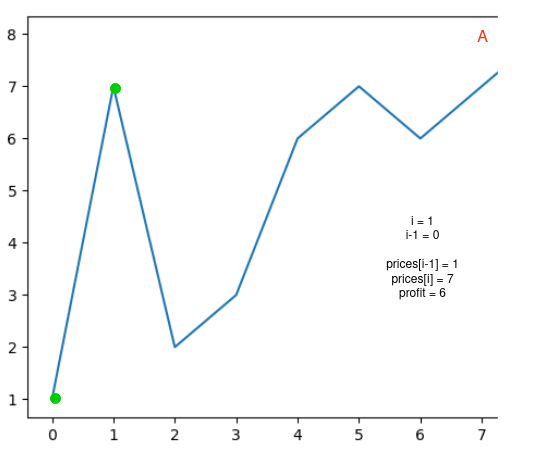 8
A
7
6
5
i = 1
i-1 = 0
4
prices[i-1] = 1
prices[i] = 7
profit = 6
3
2
1
0 1 2 3 4 5 6 7